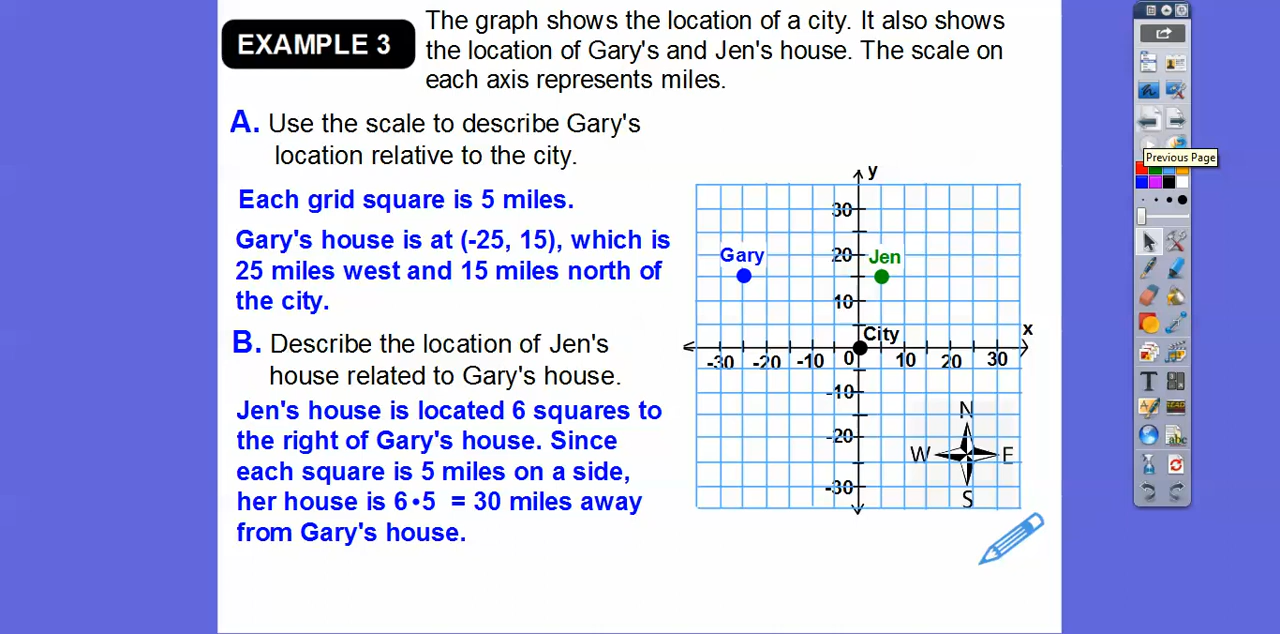 EXAMPLE 3
The graph shows the location of a city. It also shows
the location of Gary's and Jen's house. The scale on
each axis represents miles.
A. Use the scale to describe Gary's
location relative to the city.
Each grid square is 5 miles.
Gary's house is at (-25, 15), which is
25 miles west and 15 miles north of
the city.
B. Describe the location of Jen's
house related to Gary's house.
Jen's house is located 6 squares to
the right of Gary's house. Since
each square is 5 miles on a side,
her house is 6•5 = 30 miles away
from Gary's house.
y
30
Gary
20
Jen
10
City
x
-30 -20 -10 0 10 20 30
-10
-20
-30
N
W E
S
Previous Page
T
abc